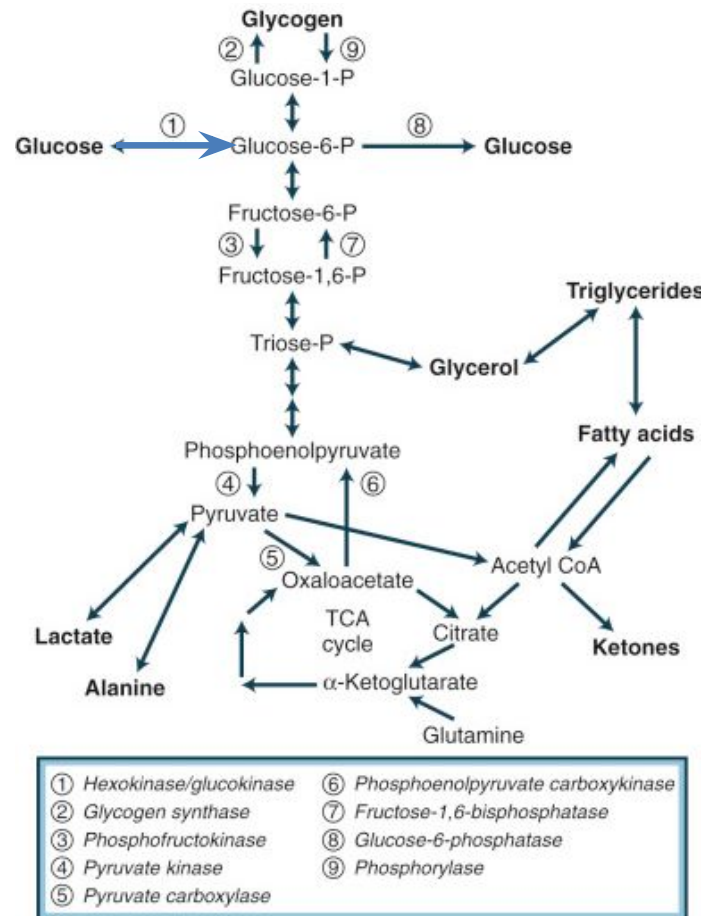 Glycogen
② ⑨
Glucose-1-P
① ⑧
Glucose Glucose-6-P Glucose
Fructose-6-P
③ ⑦
Fructose-1,6-P
Triglycerides
Triose-P
Glycerol
Fatty acids
Phosphoenolpyruvate
④ ⑥
Pyruvate
⑤
Acetyl CoA
Oxaloacetate
TCA
cycle
Citrate
Lactate
Ketones
Alanine
α-Ketoglutarate
Glutamine
① Hexokinase/glucokinase
② Glycogen synthase
③ Phosphofructokinase
④ Pyruvate kinase
⑤ Pyruvate carboxylase
⑥ Phosphoenolpyruvate carboxykinase
⑦ Fructose-1,6-bisphosphatase
⑧ Glucose-6-phosphatase
⑨ Phosphorylase